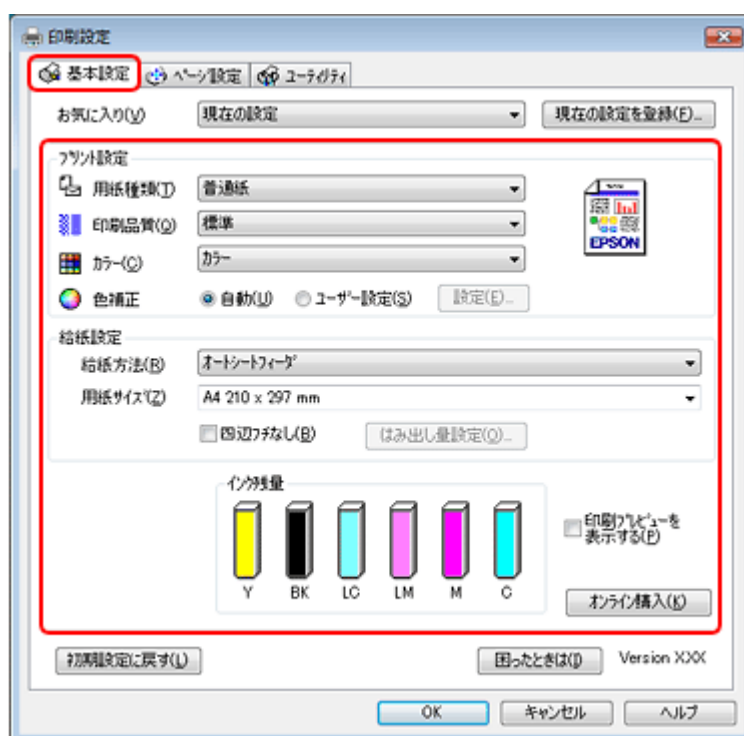 印刷設定
基本設定 ページ設定 ユーティリティ
お気に入り(V) 現在の設定 現在の設定を登録(F)...
プリント設定
用紙種類(T) 普通紙
印刷品質(Q) 標準
EPSON
カラー(C) カラー
色補正 自動(U) ユーザー設定(S) 設定(E)...
給紙設定
給紙方法(R) オートシートフィーダ
用紙サイズ(Z) A4 210 x 297 mm
四辺フチなし(B) はみ出し量設定(O)...
インク残量
印刷プレビューを
表示する(P)
Y BK LC LM M C
オンライン購入(K)
初期設定に戻す(L) 困ったときは(I) Version X.XX
OK キャンセル ヘルプ